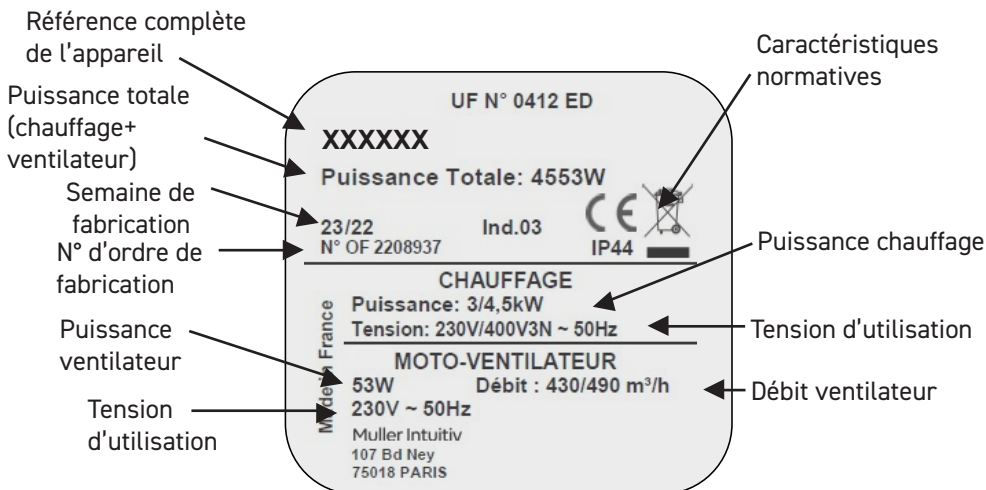 Référence complète
de l'appareil
Puissance totale
(chauffage+
ventilateur)
Semaine de
fabrication
N° d'ordre de
fabrication
Puissance
ventilateur
Tension
d'utilisation
UF N° 0412 ED
XXXXXX
Puissance Totale: 4553W
23/22 Ind.03
N° OF 2208937 IP44
CE
CHAUFFAGE
Puissance: 3/4,5kW
Tension: 230V/400V3N ~ 50Hz
Made in France
MOTO-VENTILATEUR
53W Débit : 430/490 m³/h
230V ~ 50Hz
Muller Intuitiv
107 Bd Ney
75018 PARIS
Caractéristiques
normatives
Puissance chauffage
Tension d'utilisation
Débit ventilateur